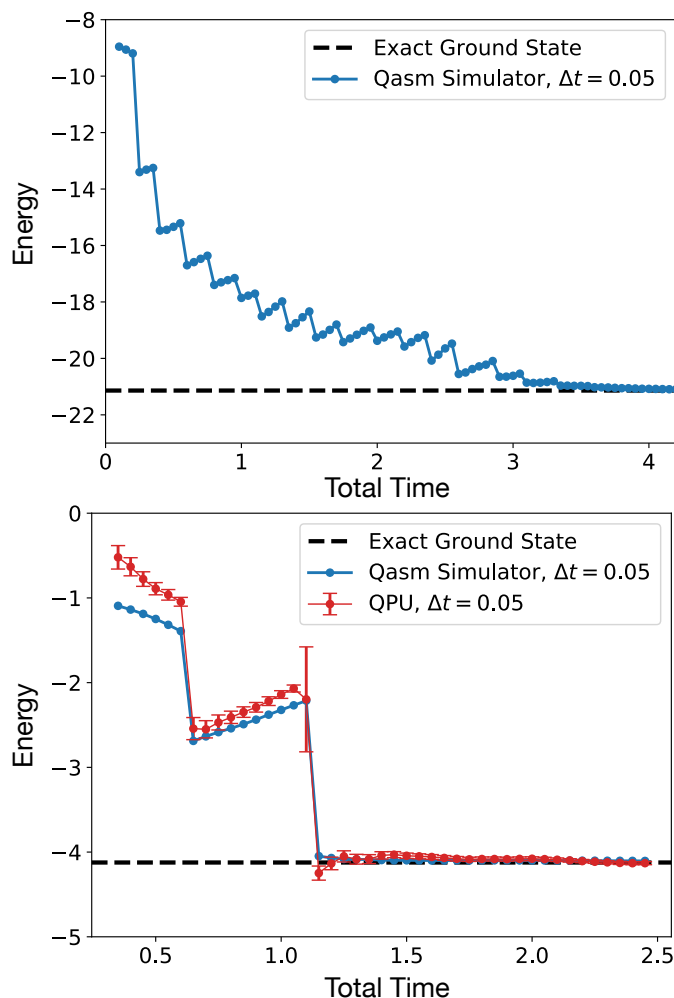 −8
−10
−12
−14
−16
−18
−20
−22
Energy
Exact Ground State
Qasm Simulator, Δt = 0.05
0 1 2 3 4
Total Time
0
−1
−2
−3
−4
−5
Energy
Exact Ground State
Qasm Simulator, Δt = 0.05
QPU, Δt = 0.05
0.5 1.0 1.5 2.0 2.5
Total Time